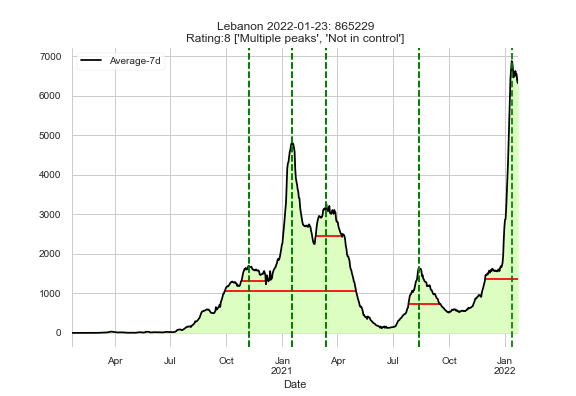 Lebanon 2022-01-23: 865229
Rating:8 ['Multiple peaks', 'Not in control']
Average-7d
7000
6000
5000
4000
3000
2000
1000
0
Apr Jul Oct Jan Apr Jul Oct Jan
2021 2022
Date